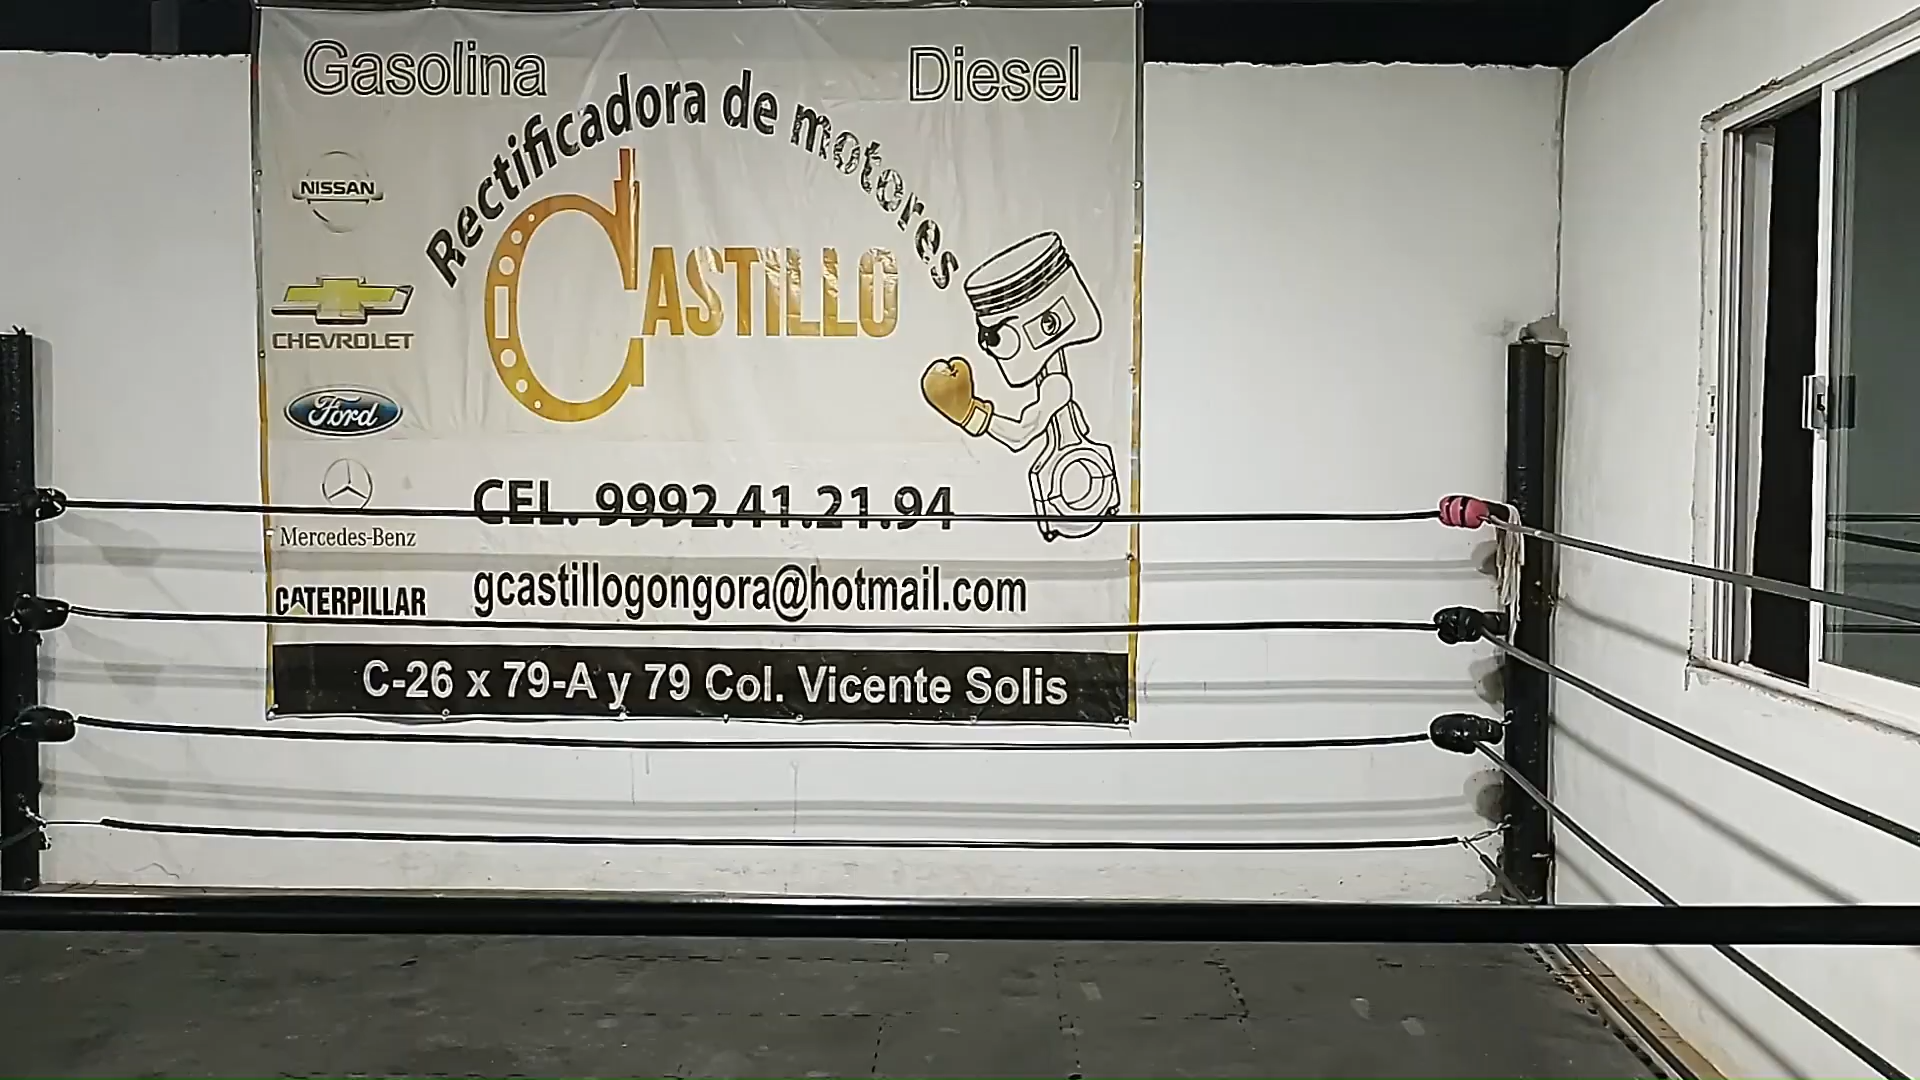 Gasolina
Diesel
Rectificadora de motores
CASTILLO
NISSAN
CHEVROLET
Ford
Mercedes-Benz
CATERPILLAR
CEL. 9992.41.21.94
gcastillogongora@hotmail.com
C-26 x 79-A y 79 Col. Vicente Solis